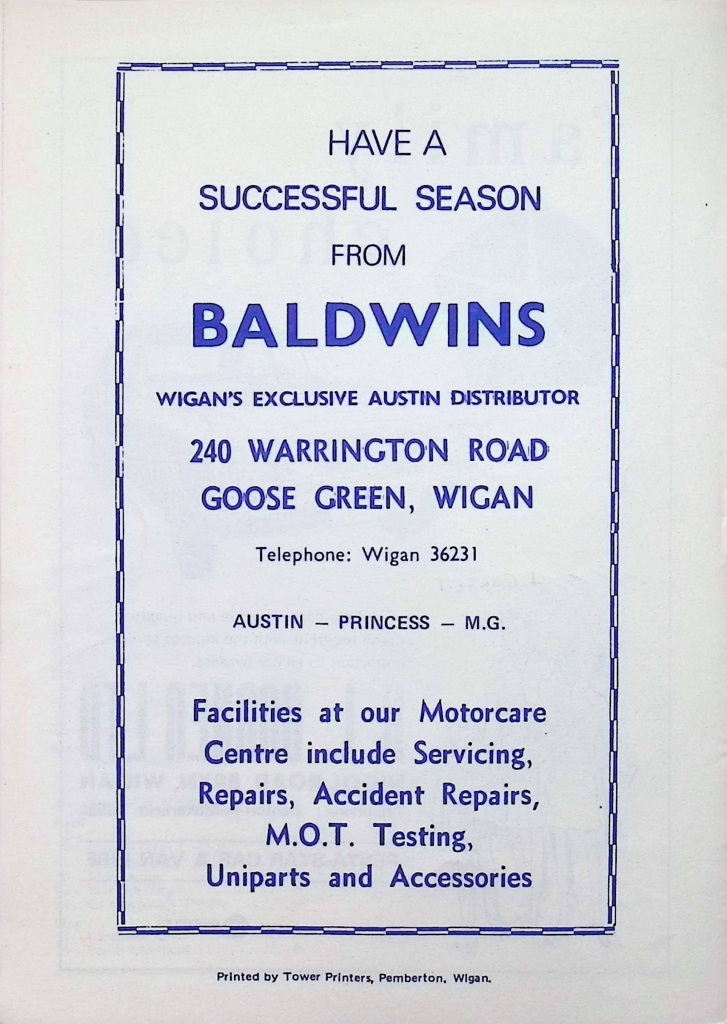 HAVE A
SUCCESSFUL SEASON
FROM
BALDWINS
WIGAN'S EXCLUSIVE AUSTIN DISTRIBUTOR
240 WARRINGTON ROAD
GOOSE GREEN, WIGAN
Telephone: Wigan 36231
AUSTIN – PRINCESS – M.G.
Facilities at our Motorcare
Centre include Servicing,
Repairs, Accident Repairs,
M.O.T. Testing,
Uniparts and Accessories
Printed by Tower Printers, Pemberton, Wigan.